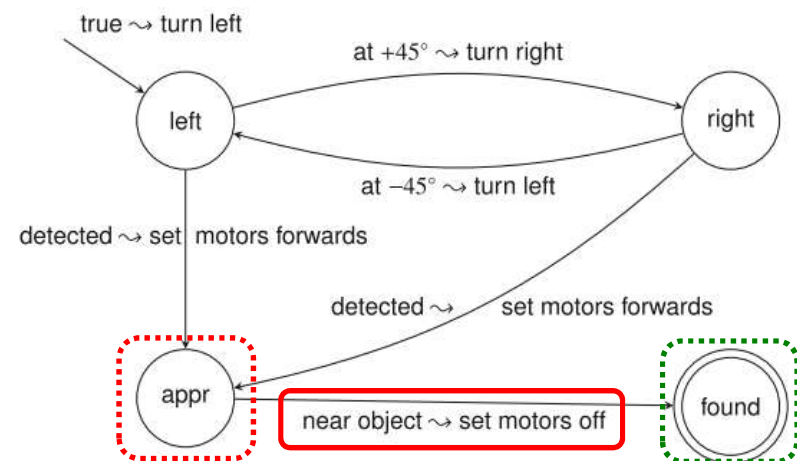 true ⤳ turn left
at +45° ⤳ turn right
left
right
at −45° ⤳ turn left
detected ⤳ set motors forwards
detected ⤳ set motors forwards
appr
near object ⤳ set motors off
found